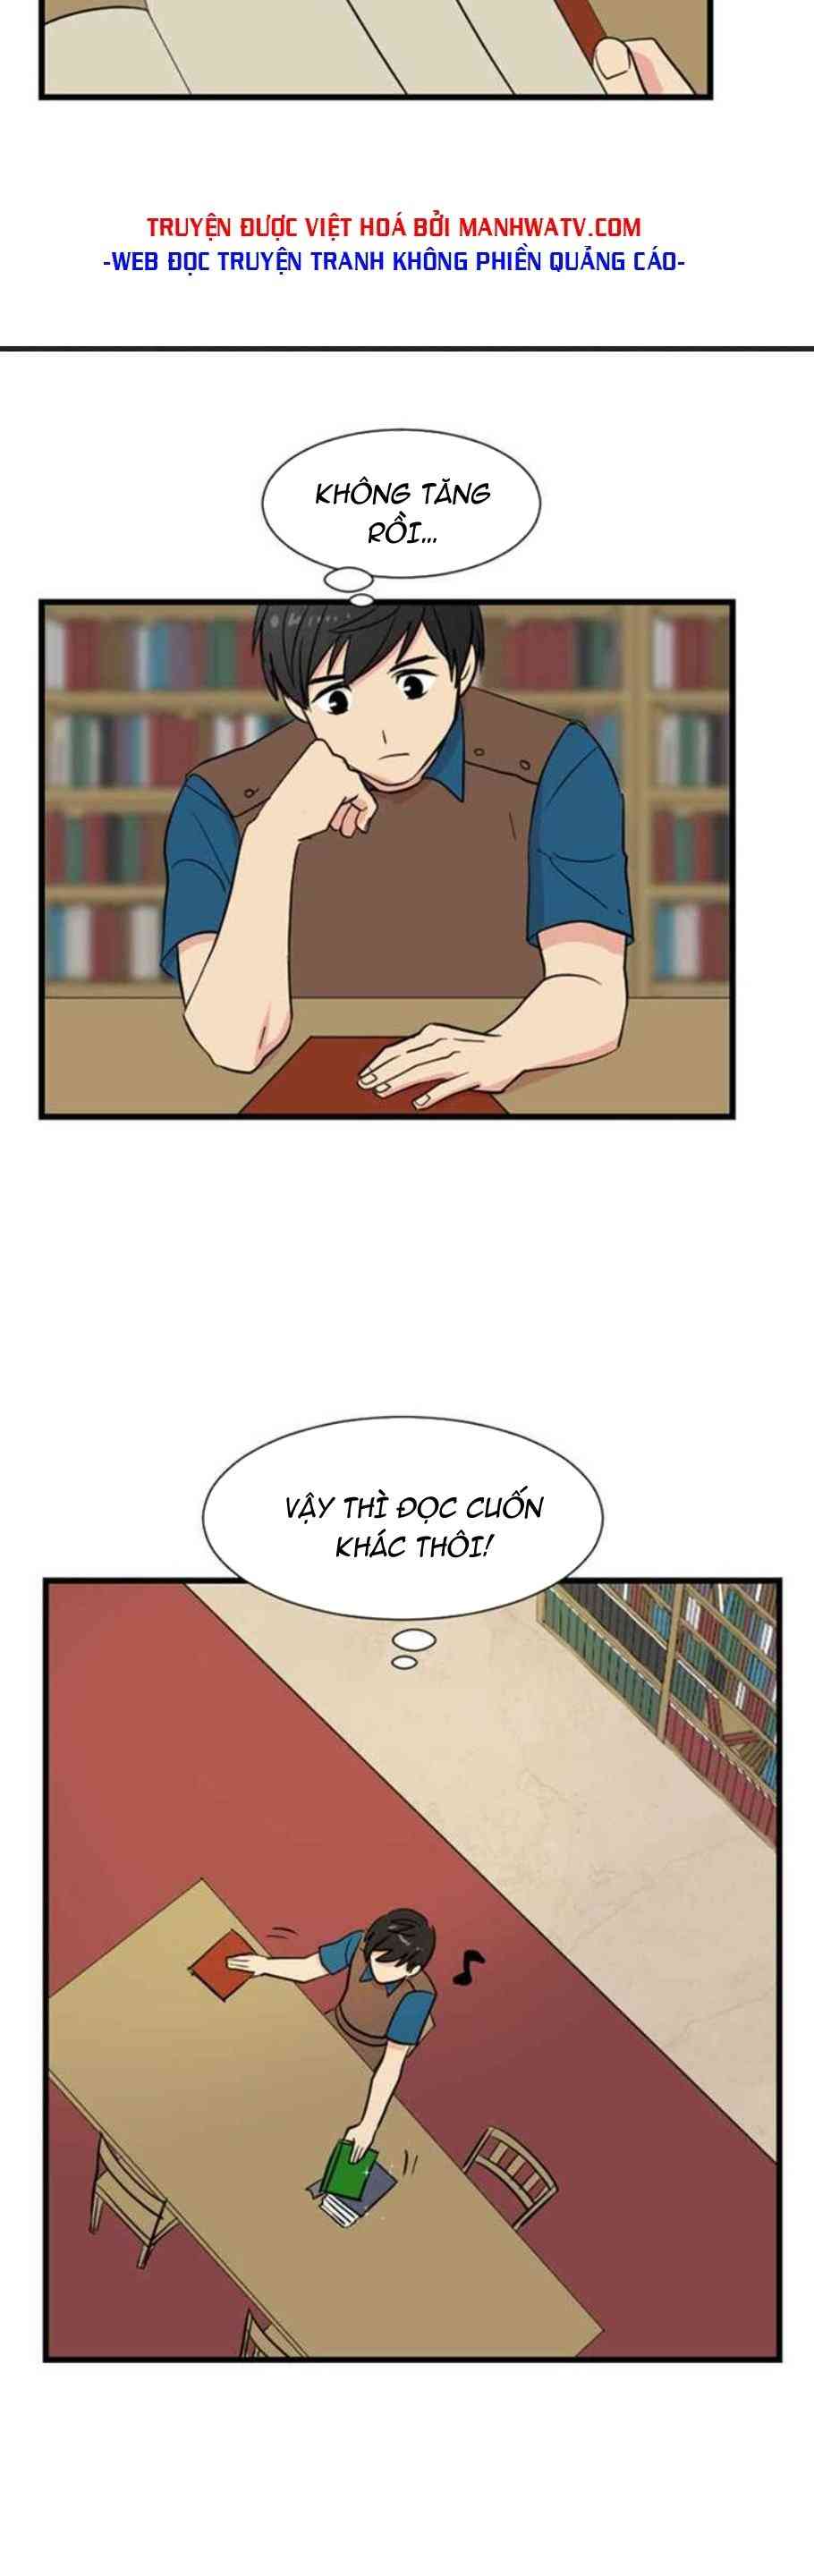 TRUYỆN ĐƯỢC VIỆT HOÁ BỞI MANHWATV.COM
-WEB ĐỌC TRUYỆN TRANH KHÔNG PHIỀN QUẢNG CÁO-
KHÔNG TĂNG
RỒI...
VẬY THÌ ĐỌC CUỐN
KHÁC THÔI!